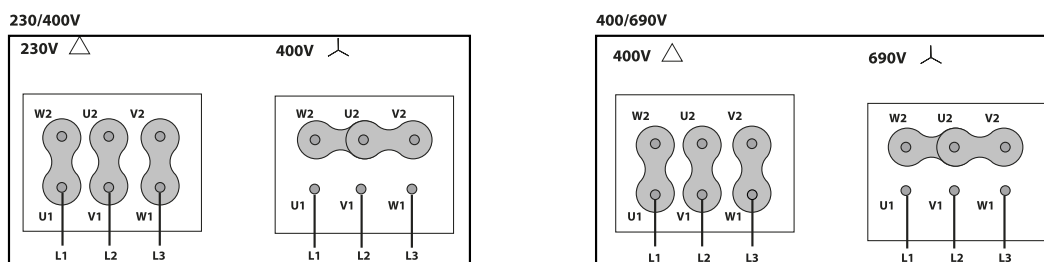 230/400V
230V
400V
W2 U2 V2
W2 U2 V2
U1 V1 W1
U1 V1 W1
L1 L2 L3
L1 L2 L3
400/690V
400V
690V
W2 U2 V2
W2 U2 V2
U1 V1 W1
U1 V1 W1
L1 L2 L3
L1 L2 L3